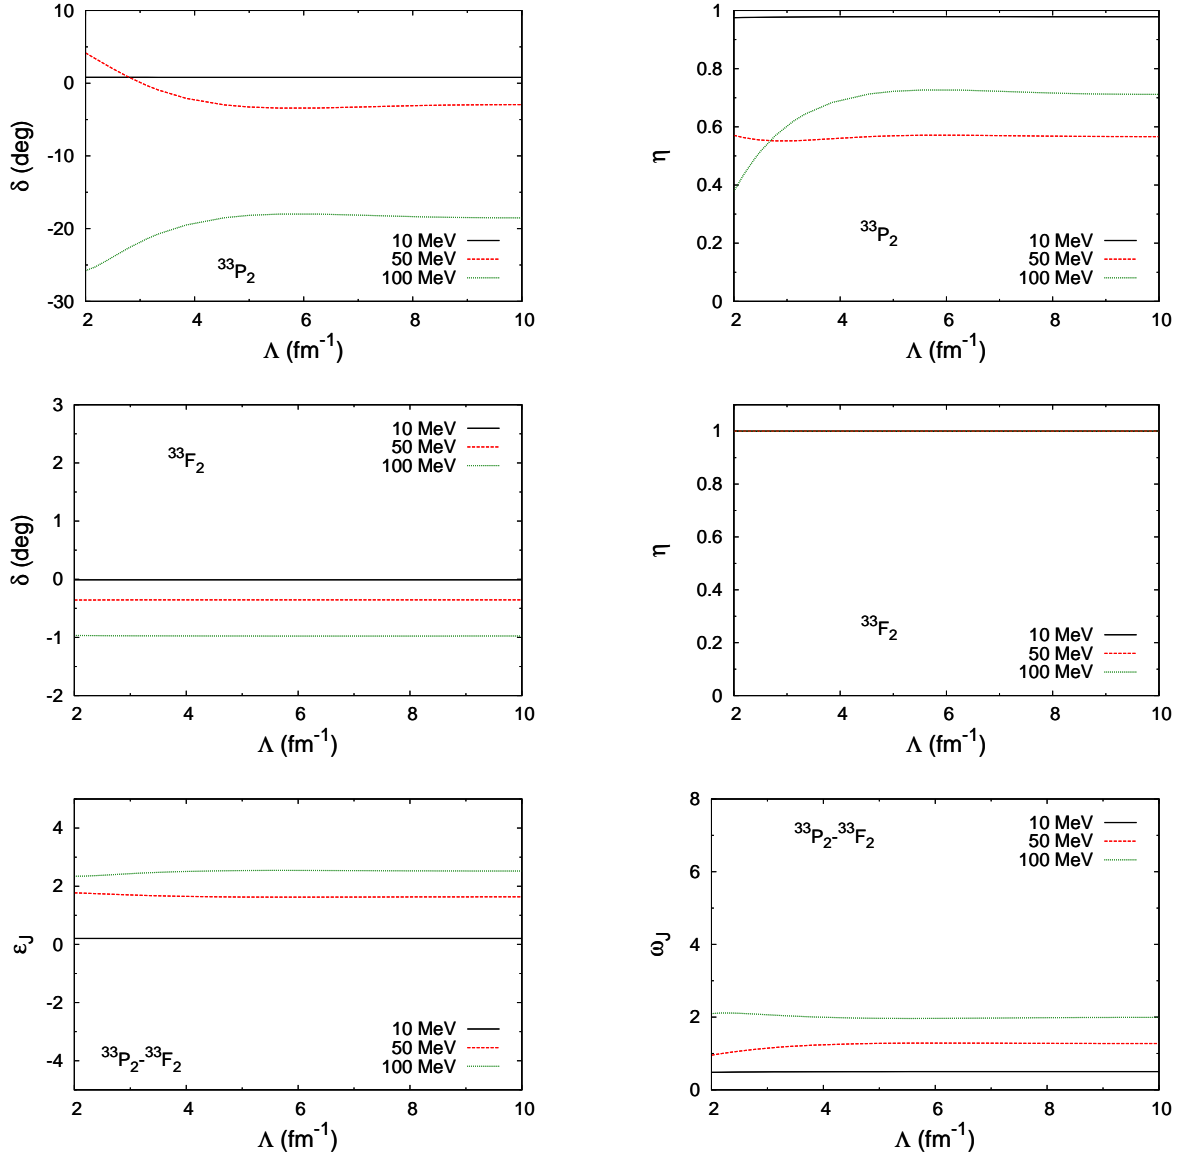 10
0
-10
-20
-30
δ (deg)
³³P₂
10 MeV
50 MeV
100 MeV
2 4 6 8 10
Λ (fm⁻¹)
1
0.8
0.6
0.4
0.2
0
η
³³P₂
10 MeV
50 MeV
100 MeV
2 4 6 8 10
Λ (fm⁻¹)
3
2
1
0
-1
-2
δ (deg)
³³F₂
10 MeV
50 MeV
100 MeV
2 4 6 8 10
Λ (fm⁻¹)
1
0.8
0.6
0.4
0.2
0
η
³³F₂
10 MeV
50 MeV
100 MeV
2 4 6 8 10
Λ (fm⁻¹)
4
2
0
-2
-4
ε_J
³³P₂-³³F₂
10 MeV
50 MeV
100 MeV
2 4 6 8 10
Λ (fm⁻¹)
8
6
4
2
0
ω_J
³³P₂-³³F₂
10 MeV
50 MeV
100 MeV
2 4 6 8 10
Λ (fm⁻¹)